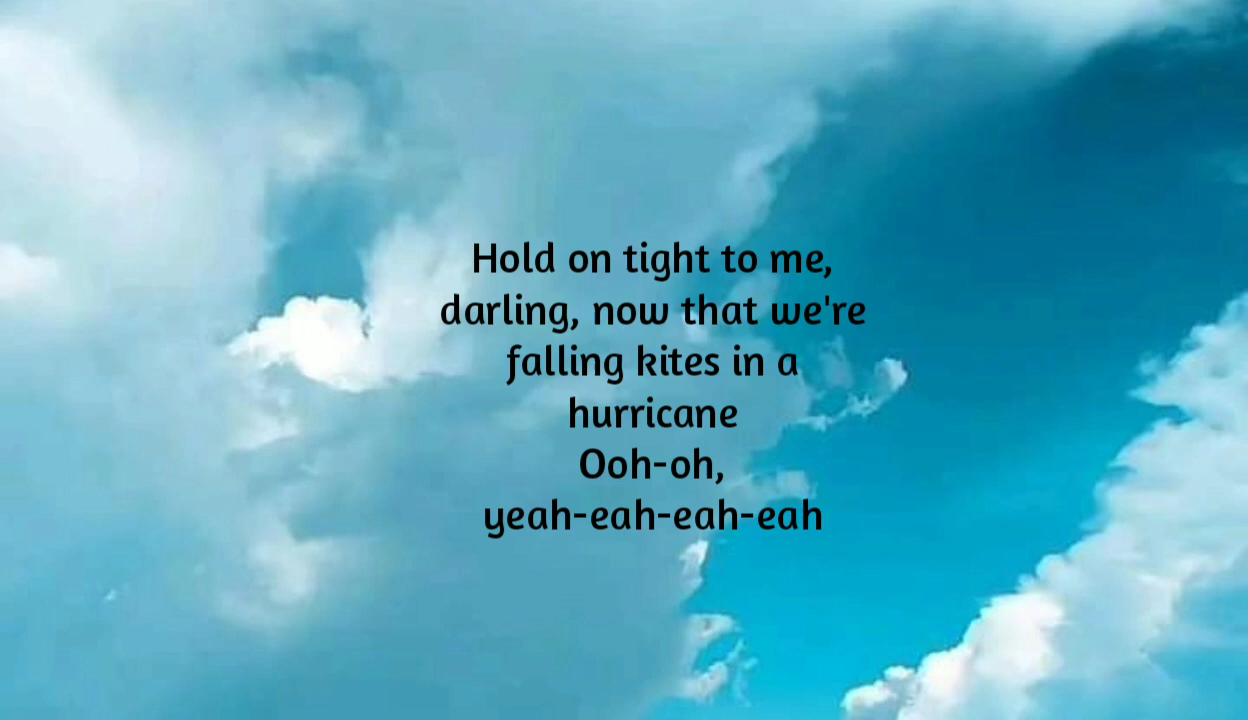 Hold on tight to me,
darling, now that we're
falling kites in a
hurricane
Ooh-oh,
yeah-eah-eah-eah